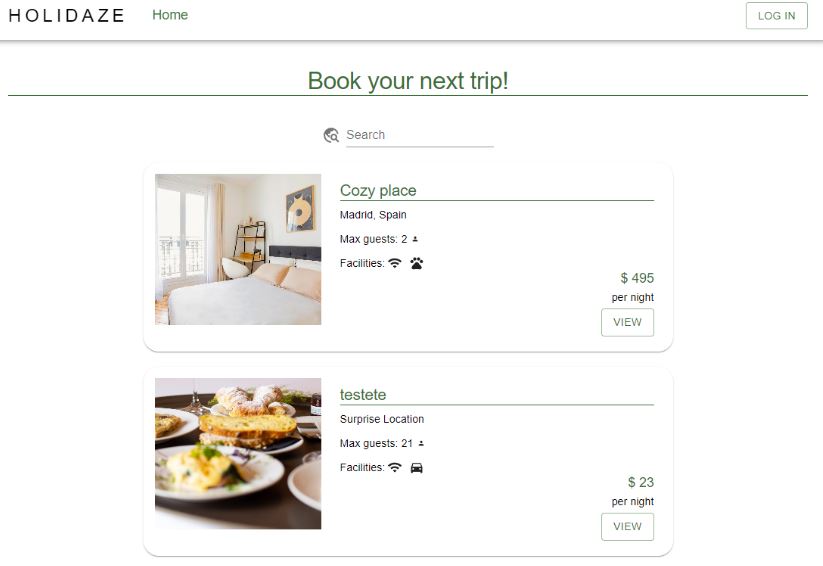 HOLIDAZE Home LOG IN
Book your next trip!
Search
Cozy place
Madrid, Spain
Max guests: 2
Facilities:
$ 495
per night
VIEW
testete
Surprise Location
Max guests: 21
Facilities:
$ 23
per night
VIEW